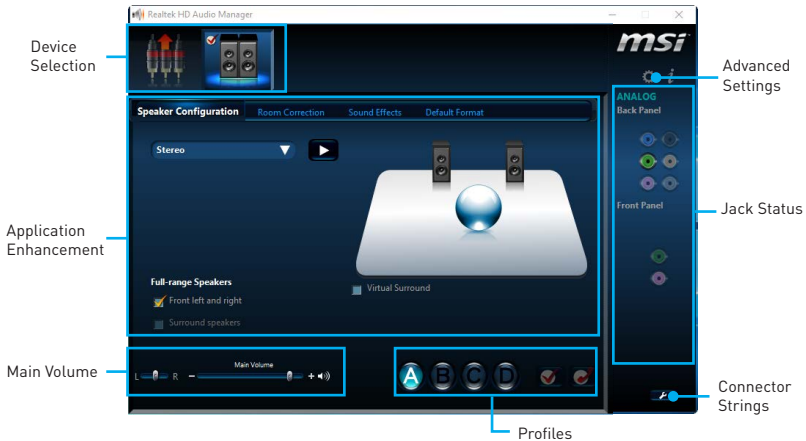 Realtek HD Audio Manager
msi
Device
Selection
Advanced
Settings
i
ANALOG
Back Panel
Speaker Configuration Room Correction Sound Effects Default Format
Stereo
Jack Status
Front Panel
Application
Enhancement
Full-range Speakers
Front left and right
Virtual Surround
Surround speakers
Main Volume
Main Volume
L R - +
A B C D
Connector
Strings
Profiles